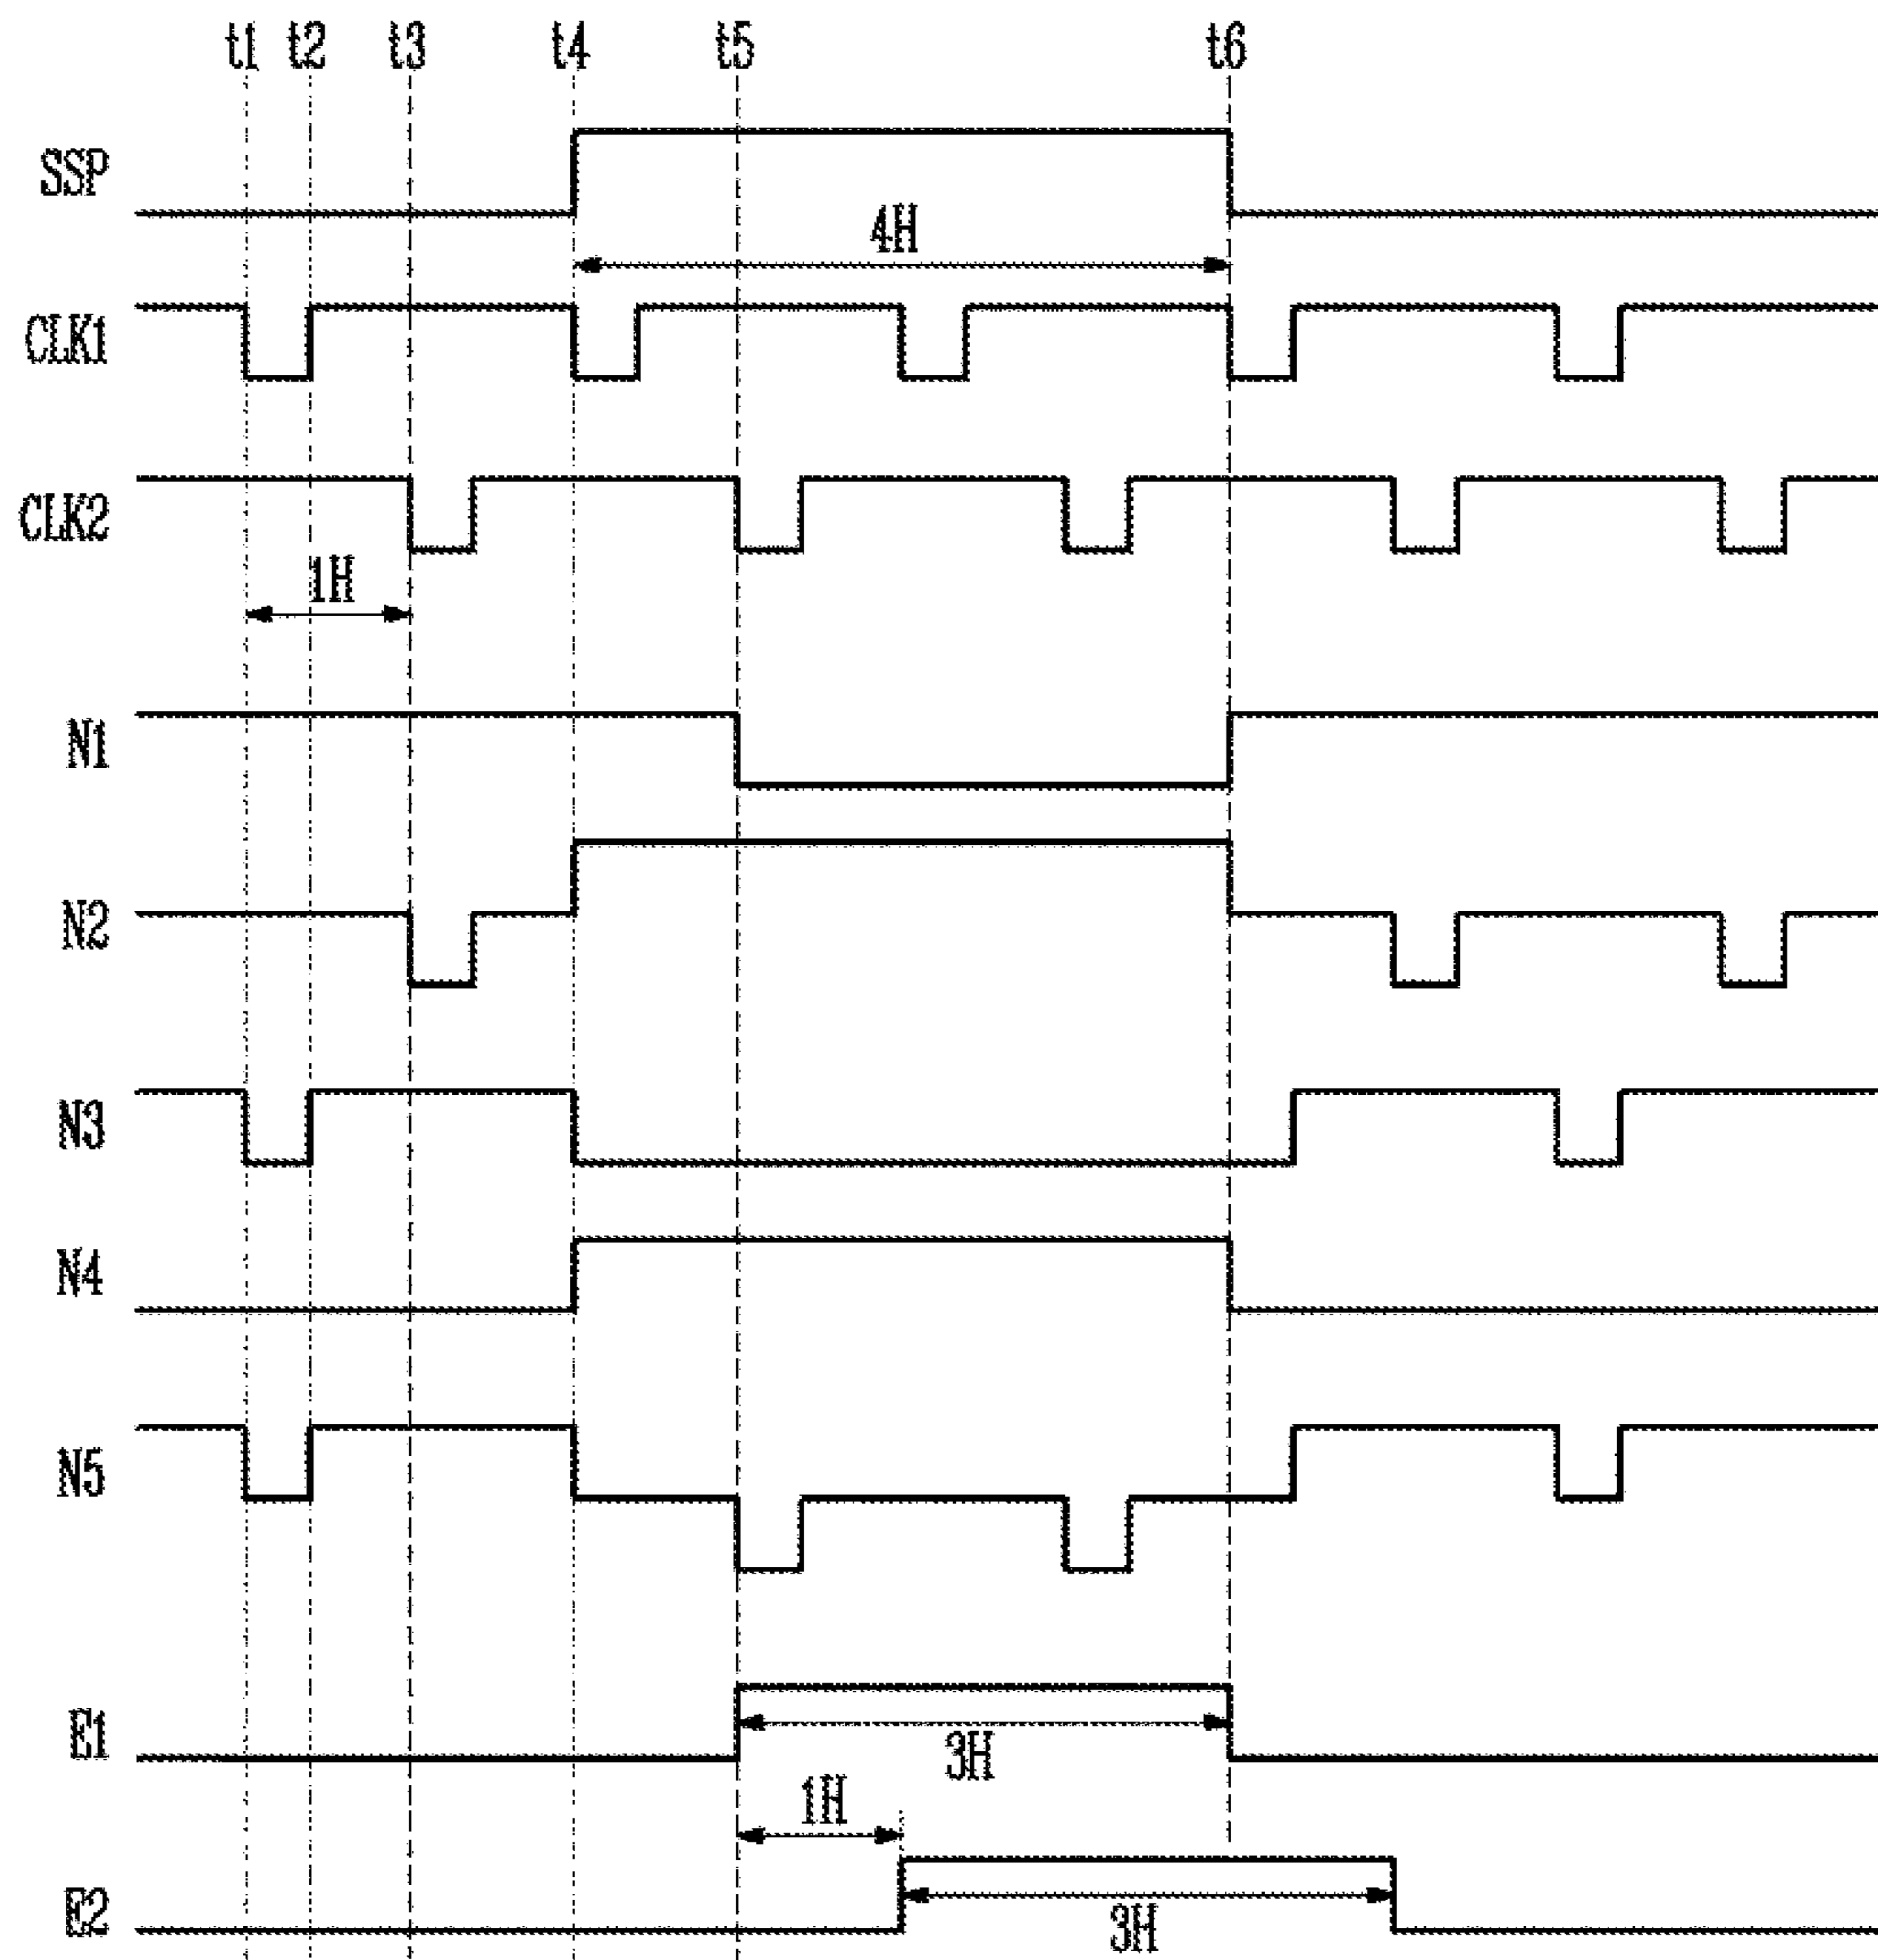 t1 t2 t3 t4 t5 t6
SSP
4H
CLK1
CLK2
1H
N1
N2
N3
N4
N5
E1
3H
1H
E2
3H